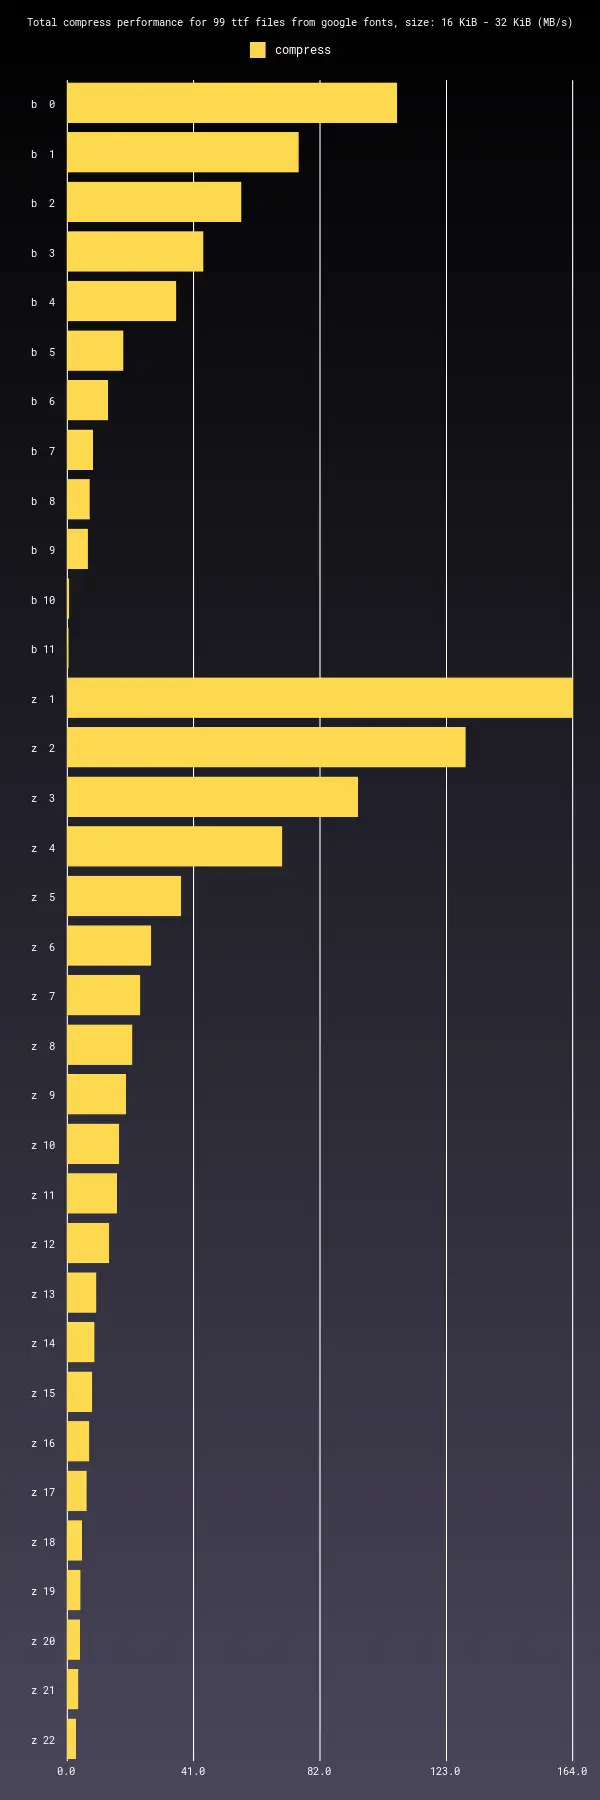 Total compress performance for 99 ttf files from google fonts, size: 16 KiB - 32 KiB (MB/s)
compress
b  0
b  1
b  2
b  3
b  4
b  5
b  6
b  7
b  8
b  9
b 10
b 11
z  1
z  2
z  3
z  4
z  5
z  6
z  7
z  8
z  9
z 10
z 11
z 12
z 13
z 14
z 15
z 16
z 17
z 18
z 19
z 20
z 21
z 22
0.0 41.0 82.0 123.0 164.0